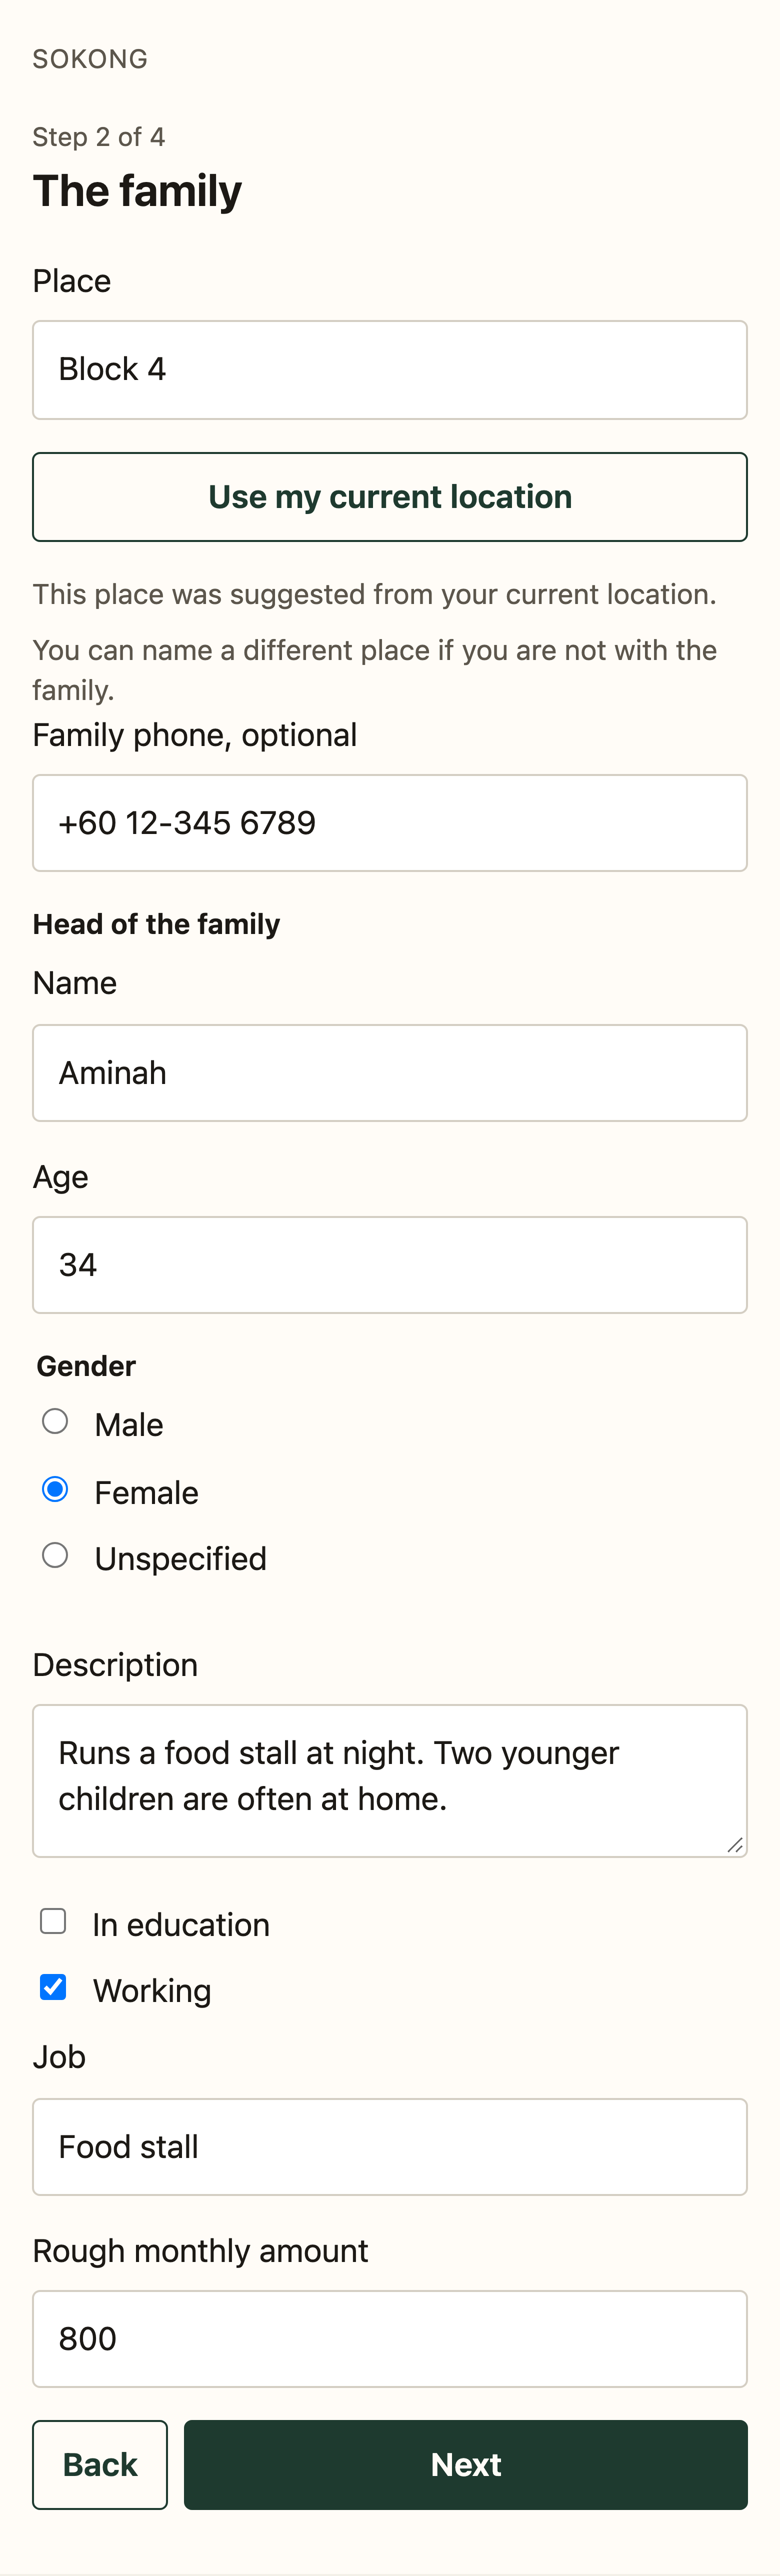 SOKONG
Step 2 of 4
The family
Place
Block 4
Use my current location
This place was suggested from your current location.
You can name a different place if you are not with the
family.
Family phone, optional
+60 12-345 6789
Head of the family
Name
Aminah
Age
34
Gender
Male
Female
Unspecified
Description
Runs a food stall at night. Two younger
children are often at home.
In education
Working
Job
Food stall
Rough monthly amount
800
Back
Next